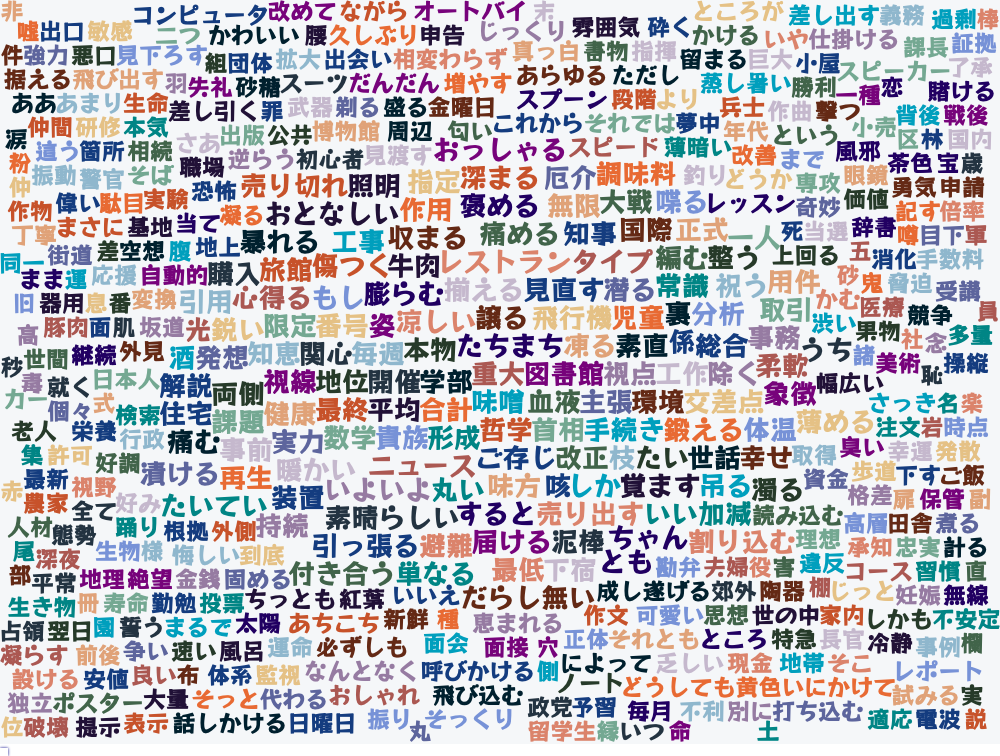 非 コンピュータ 改めて ながら オートバイ 未 ところが 差し出す 義務 過剰 棒
嘘 出口 敏感 二つ かわいい 腰 久しぶり 申告 じっくり 雰囲気 砕く かける いや 仕掛ける 課長 証拠
件 強力 悪口 見下ろす 組 団体 拡大 出会い 相変わらず 真っ白 書物 指揮 留まる 巨大 小屋 スピーカー 了承
据える 飛び出す 羽 失礼 砂糖 スーツ だんだん 増やす あらゆる ただし 蒸し暑い 勝利 一種 恋 賭ける
ああ あまり 生命 差し引く 罪 武器 剃る 盛る 金曜日 スプーン 段階 より 兵士 作曲 撃つ 背後 戦後
涙 仲間 研修 本気 さあ 出版 公共 博物館 周辺 匂い これから それでは 夢中 年代 という 小売 区 林 国内
粉 違う 箇所 相続 職場 逆らう 初心者 見渡す おっしゃる スピード 薄暗い 改善 まで 風邪 茶色 宝 歳
仲 振動 警官 そば 恐怖 売り切れ 照明 指定 深まる 厄介 調味料 釣り どうか 専攻 眼鏡 勇気 申請
作物 偉い 駄目 実験 凝る おとなしい 作用 褒める 無限 大戦 喋る レッスン 奇妙 価値 記す 倍率
丁寧 まさに 基地 当て 暴れる 工事 収まる 痛める 知事 国際 正式 一人 死 当選 辞書 噂 目下 軍
同一 街道 差 空想 腹 地上 旅館 傷つく 牛肉 レストラン タイプ 編む 整う 上回る 五 消化 手数料
まま 運 応援 自動的 購入 心得る もし 膨らむ 揃える 見直す 潜る 常識 祝う 用件 砂 鬼 脅迫 受講
旧 器用 息 番 変換 引用 姿 涼しい 譲る 飛行機 児童 裏 分析 取引 かむ 医療 競争 員
高 豚肉 面 肌 坂道 光 鋭い 限定 番号 たちまち 凍る 素直 係 総合 事務 渋い 果物 社 念 多量
秒 世間 継続 外見 酒 発想 知恵 関心 毎週 本物 重大 図書館 視点 工作 除く 柔軟 うち 諸 美術 恥 操縦
毒 就く 日本人 解説 両側 視線 地位 開催 学部 味噌 血液 主張 環境 交差点 象徴 幅広い さっき 名 楽
カー 個々 式 検索 住宅 課題 健康 最終 平均 合計 哲学 首相 手続き 鍛える 体温 薄める 注文 岩 時点
老人 栄養 行政 痛む 事前 実力 数学 貴族 形成 ご存じ 改正 枝 たい 世話 幸せ 取得 臭い 幸運 発散
集 許可 好調 漬ける 再生 暖かい ニュース いよいよ 丸い 味方 咳 しか 覚ます 吊る 濁る 資金 歩道 下す ご飯
赤 最新 視野 好み たいてい 装置 素晴らしい すると 売り出す いい加減 読み込む 格差 扉 保管 副
農家 全て 踊り 根拠 外側 持続 引っ張る 避難 届ける 泥棒 ちゃん 割り込む 理想 高層 田舎 煮る
人材 態勢 生物 様 悔しい 到底 付き合う 単なる 最低 下宿 とも 勘弁 夫婦 役 害 違反 承知 忠実 計る
尾 深夜 平常 地理 絶望 金銭 固める いいえ だらし無い 成し遂げる 郊外 陶器 棚 じっと コース 習慣 直
部 生き物 冊 寿命 勤勉 投票 ちっとも 紅葉 種 恵まれる 作文 可愛い 思想 世の中 家内 妊娠 無線
占領 翌日 園 誓う まるで 太陽 あちこち 新鮮 正体 それとも ところ 特急 長官 冷静 しかも 不安定
凝らす 前後 争い 速い 風呂 運命 必ずしも 面会 面接 穴 によって 乏しい 現金 地帯 そこ 事例 欄
設ける 安値 良い 布 体系 監視 なんとなく 呼びかける 側 ノート どうしても 黄色い にかけて レポート
独立 ポスター 大量 そっと 代わる おしゃれ 飛び込む 政党 予習 毎月 不利 別に 打ち込む 試みる 実
位 破壊 提示 表示 話しかける 日曜日 振り 丸 そっくり 留学生 縁 いつ 命 土 適応 電波 説